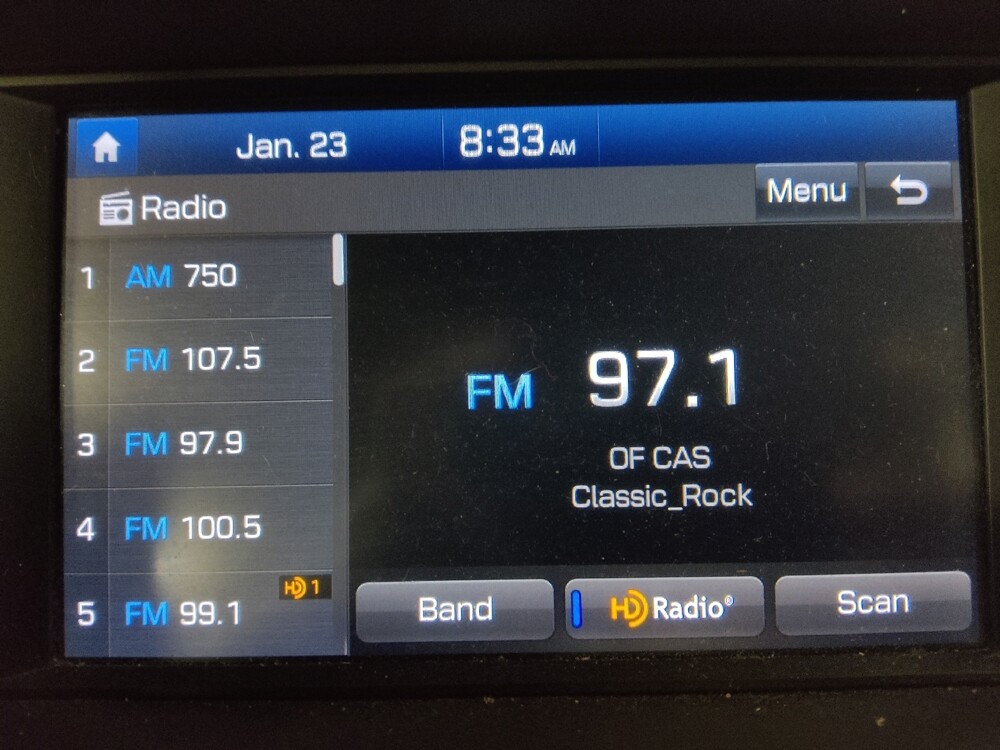 Jan. 23 8:33 AM
Radio
Menu
1 AM 750
2 FM 107.5
3 FM 97.9
4 FM 100.5
HD 1
5 FM 99.1
FM 97.1
OF CAS
Classic_Rock
Band
HD Radio®
Scan